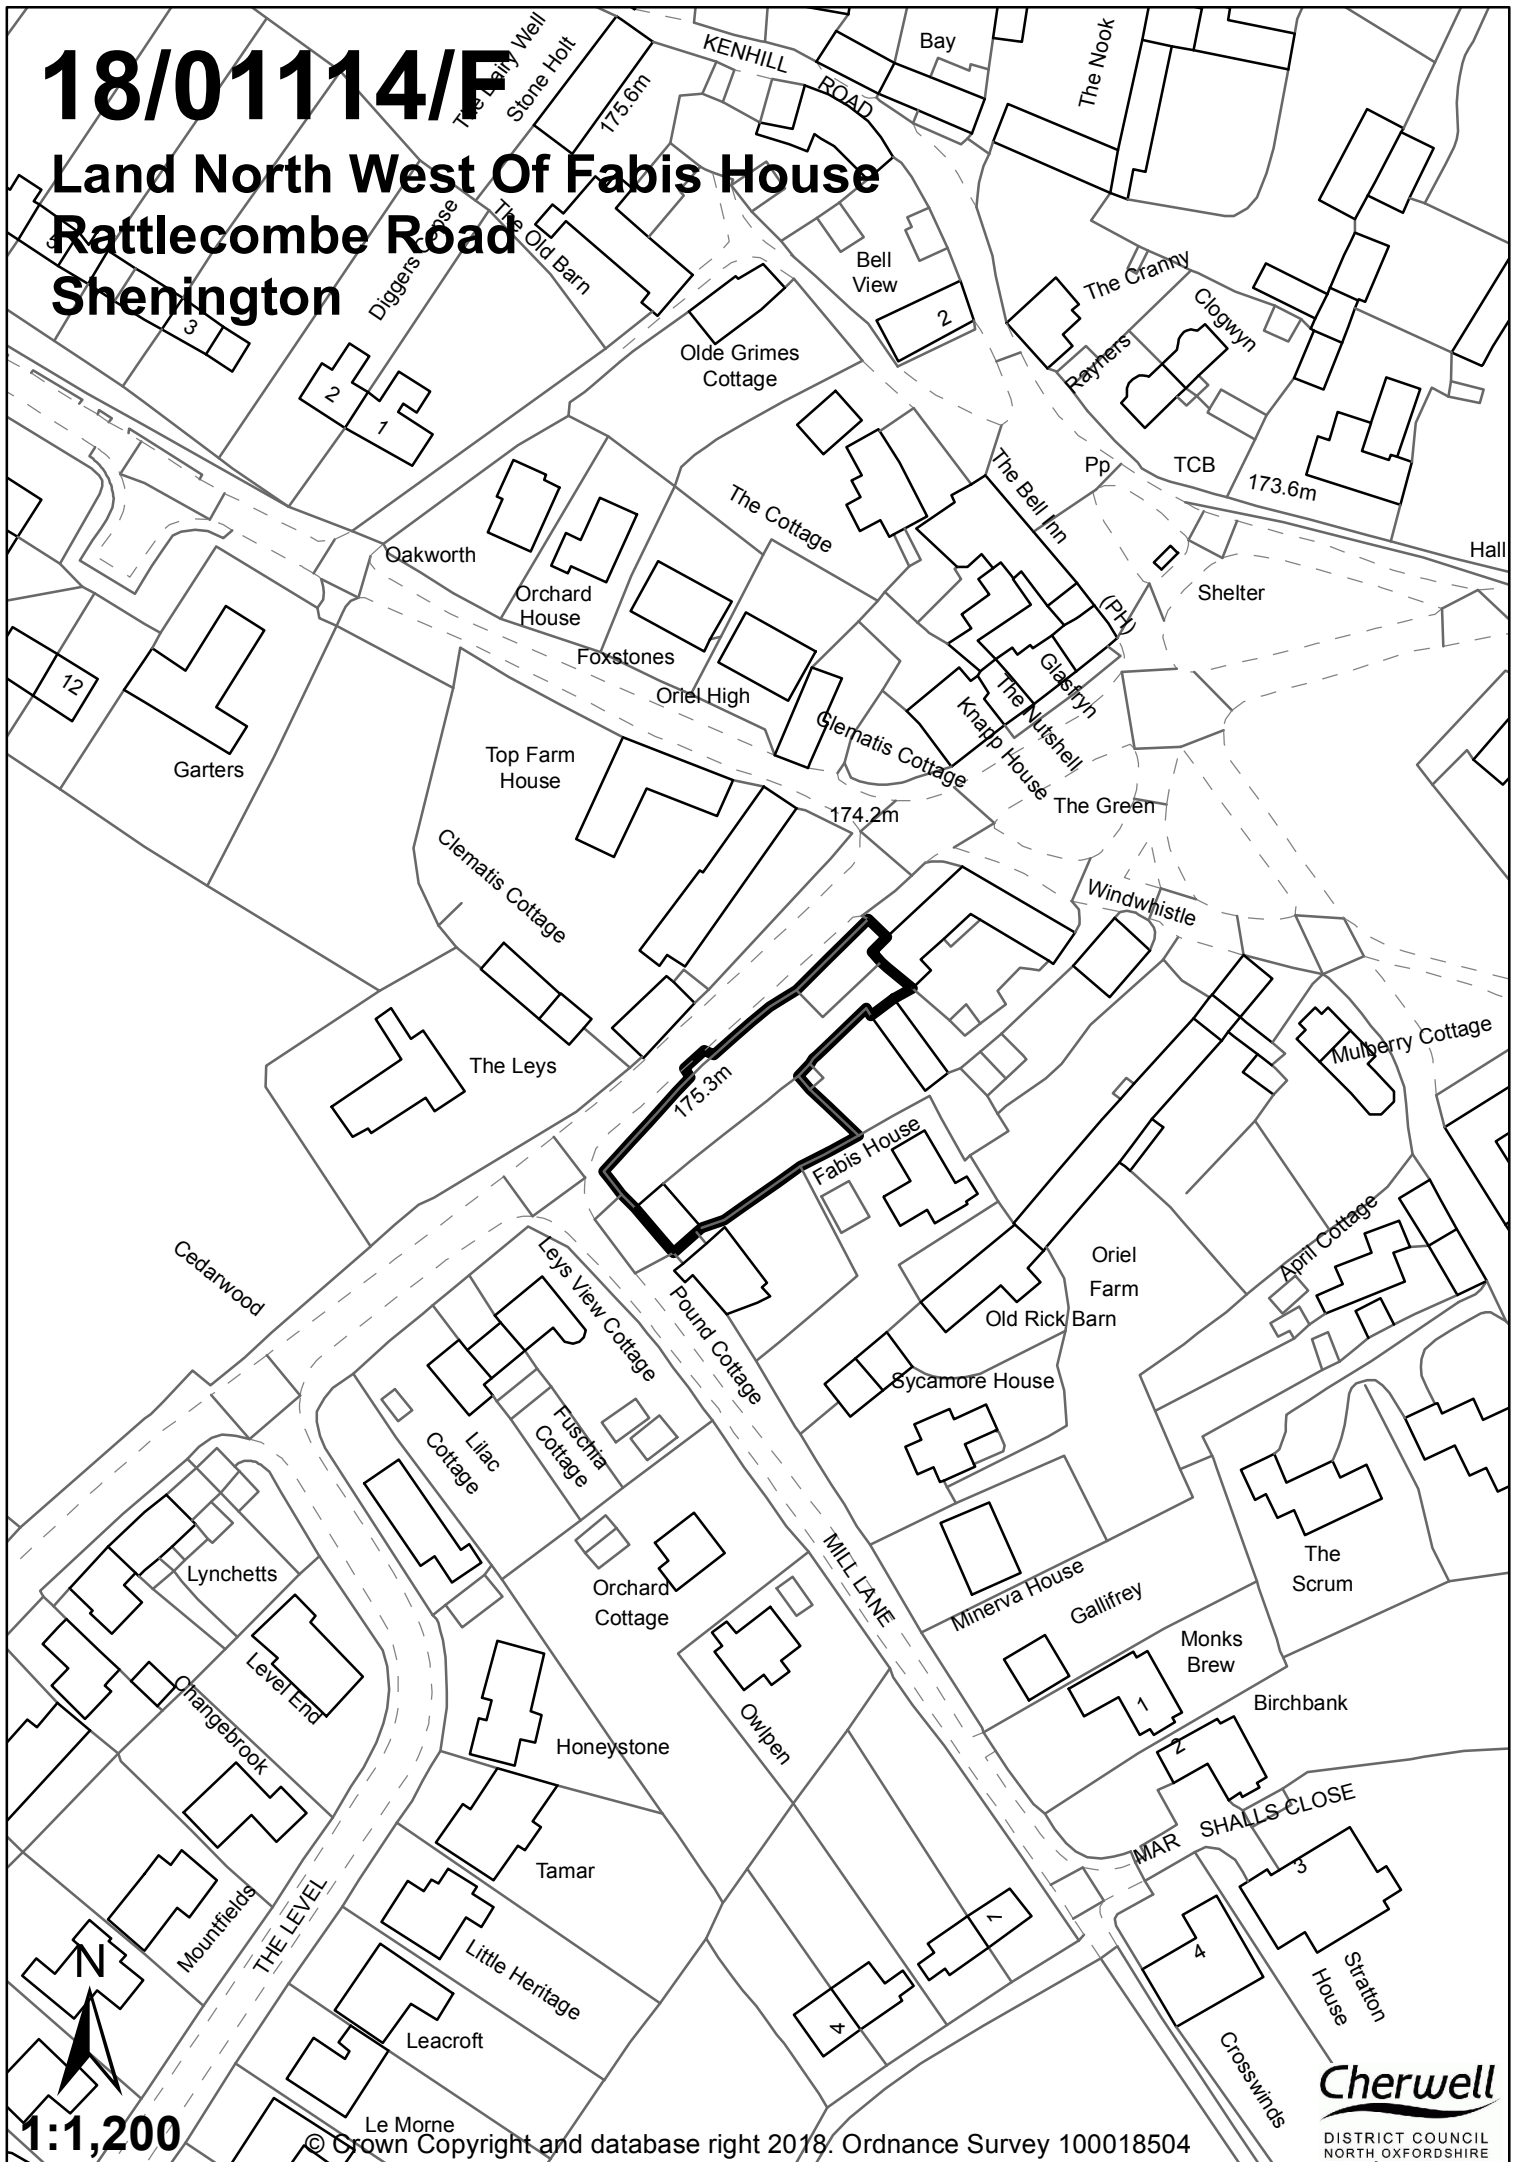 18/01114/F
Land North West Of Fabis House
Rattlecombe Road
Shenington
The Dairy Well
Stone Holt
175.6m
KENHILL
ROAD
Bay
The Nook
Diggers Copse
The Old Barn
Bell
View
2
The Cranny
Clogwyn
Rayners
5
3
2
1
Olde Grimes
Cottage
The Cottage
The Bell Inn
(PH)
Pp
TCB
173.6m
Hall
Shelter
Oakworth
Orchard
House
Foxstones
Oriel High
12
Garters
Top Farm
House
Clematis Cottage
Glasfryn
The Nutshell
Knapp House
The Green
174.2m
Clematis Cottage
Windwhistle
Mulberry Cottage
The Leys
175.3m
Fabis House
Cedarwood
Leys View Cottage
Pound Cottage
Oriel
Farm
Old Rick Barn
April Cottage
Sycamore House
Lilac
Cottage
Fuschia
Cottage
Lynchetts
Orchard
Cottage
MILL LANE
Minerva House
Gallifrey
The
Scrum
Monks
Brew
1
Birchbank
2
Level End
Changebrook
Honeystone
Owlpen
MAR SHALLS CLOSE
3
Tamar
Mountfields
THE LEVEL
Little Heritage
1
4
4
Stratton
House
Crosswinds
Leacroft
Le Morne
N
1:1,200
© Crown Copyright and database right 2018. Ordnance Survey 100018504
Cherwell
DISTRICT COUNCIL
NORTH OXFORDSHIRE